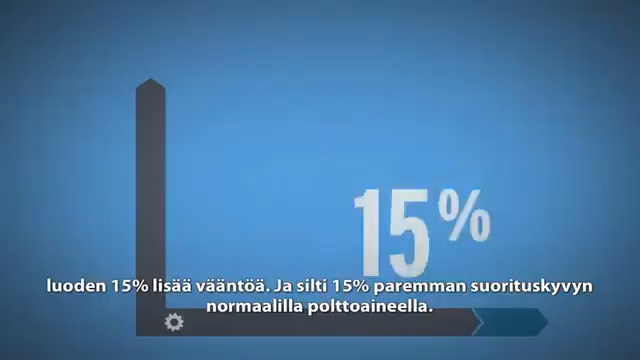 15%
luoden 15% lisää vääntöä. Ja silti 15% paremman suorituskyvyn
normaalilla polttoaineella.